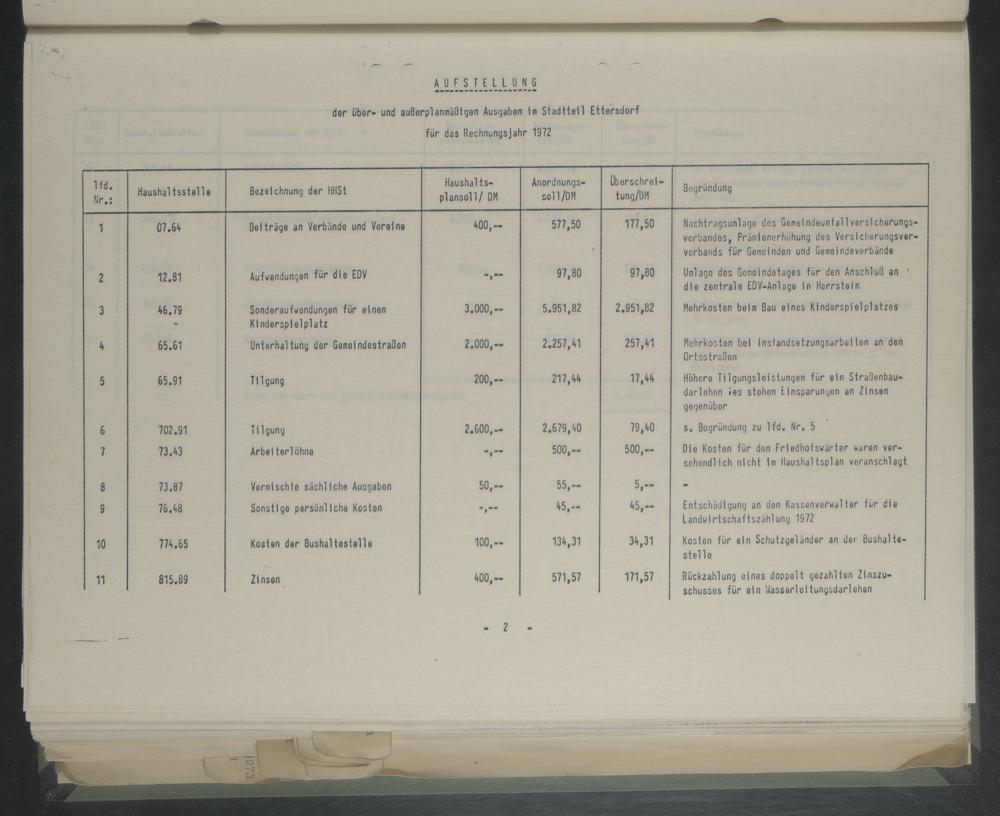 AUFSTELLUNG
der über- und außerplanmäßigen Ausgaben im Stadtteil Ettersdorf
für das Rechnungsjahr 1972
lfd. Nr.: | Haushaltsstelle | Bezeichnung der HHSt | Haushalts-plansoll/ DM | Anordnungs-soll/DM | Überschrei-tung/DM | Begründung
1 07.64 Beiträge an Verbände und Vereine 400,-- 577,50 177,50 Nachtragsumlage des Gemeindeunfallversicherungs-
verbandes, Prämienerhöhung des Versicherungsver-
verbands für Gemeinden und Gemeindeverbände
2 12.81 Aufwendungen für die EDV -,-- 97,80 97,80 Umlage des Gemeindetages für den Anschluß an
die zentrale EDV-Anlage in Herrstein
3 46.79 Sonderaufwendungen für einen 3.000,-- 5.951,82 2.951,82 Mehrkosten beim Bau eines Kinderspielplatzes
Kinderspielplatz
4 65.61 Unterhaltung der Gemeindestraßen 2.000,-- 2.257,41 257,41 Mehrkosten bei Instandsetzungsarbeiten an den
Ortsstraßen
5 65.91 Tilgung 200,-- 217,44 17,44 Höhere Tilgungsleistungen für ein Straßenbau-
darlehen ;es stehen Einsparungen an Zinsen
gegenüber
6 702.91 Tilgung 2.600,-- 2.679,40 79,40 s. Begründung zu lfd. Nr. 5
7 73.43 Arbeiterlöhne -,-- 500,-- 500,-- Die Kosten für den Friedhofswärter waren ver-
sehendlich nicht im Haushaltsplan veranschlagt
8 73.87 Vermischte sächliche Ausgaben 50,-- 55,-- 5,-- -
9 76.48 Sonstige persönliche Kosten -,-- 45,-- 45,-- Entschädigung an den Kassenverwalter für die
Landwirtschaftszählung 1972
10 774.65 Kosten der Bushaltestelle 100,-- 134,31 34,31 Kosten für ein Schutzgeländer an der Bushalte-
stelle
11 815.89 Zinsen 400,-- 571,57 171,57 Rückzahlung eines doppelt gezahlten Zinszu-
schusses für ein Wasserleitungsdarlehen
- 2 -
1973